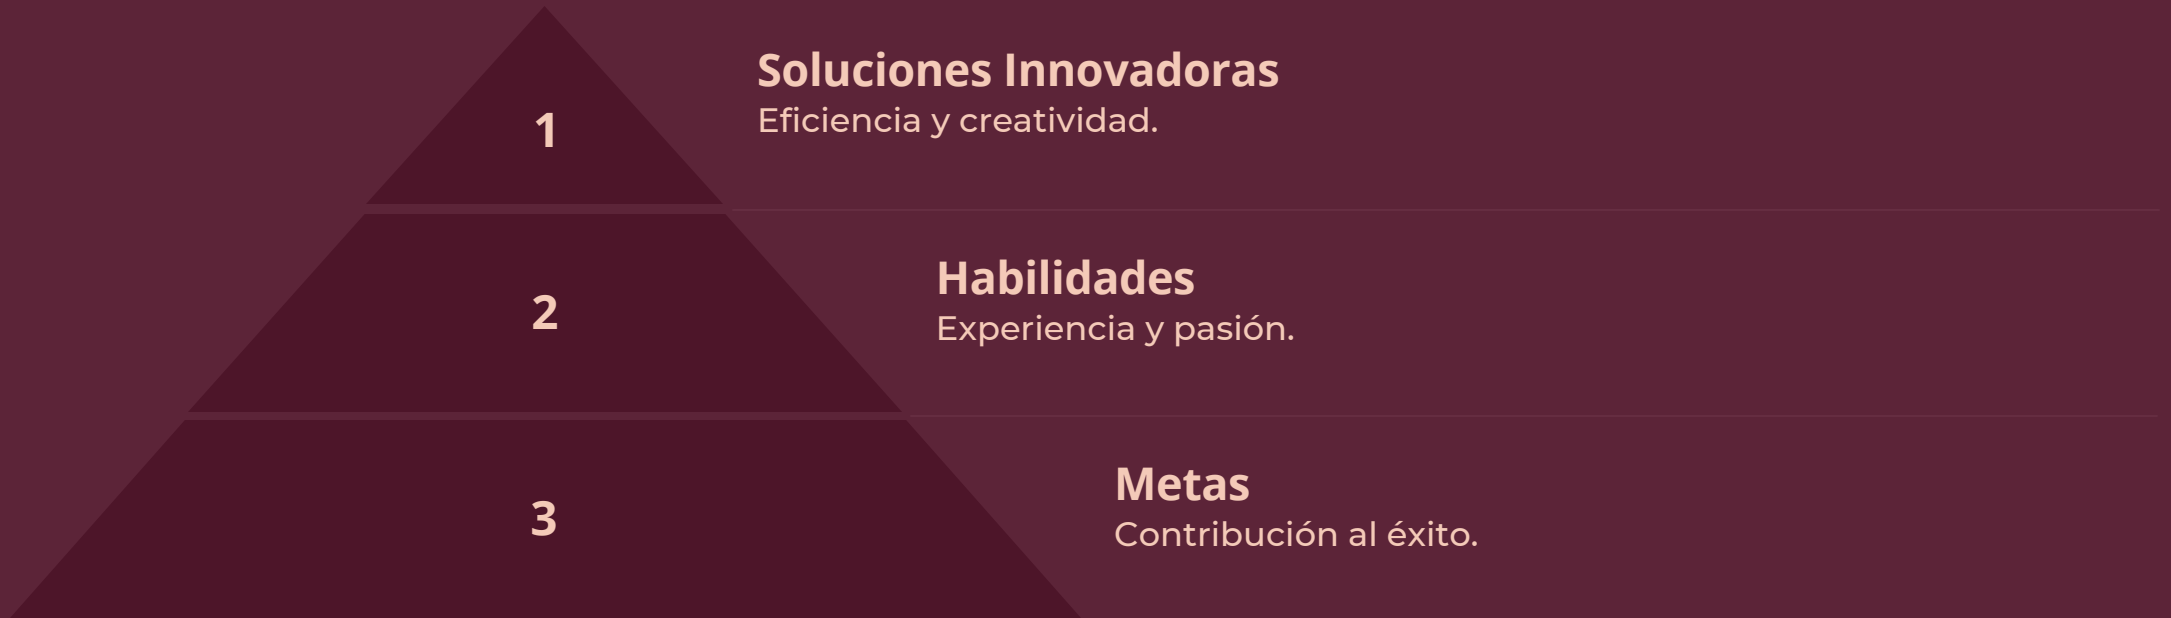 1
Soluciones Innovadoras
Eficiencia y creatividad.
2
Habilidades
Experiencia y pasión.
3
Metas
Contribución al éxito.